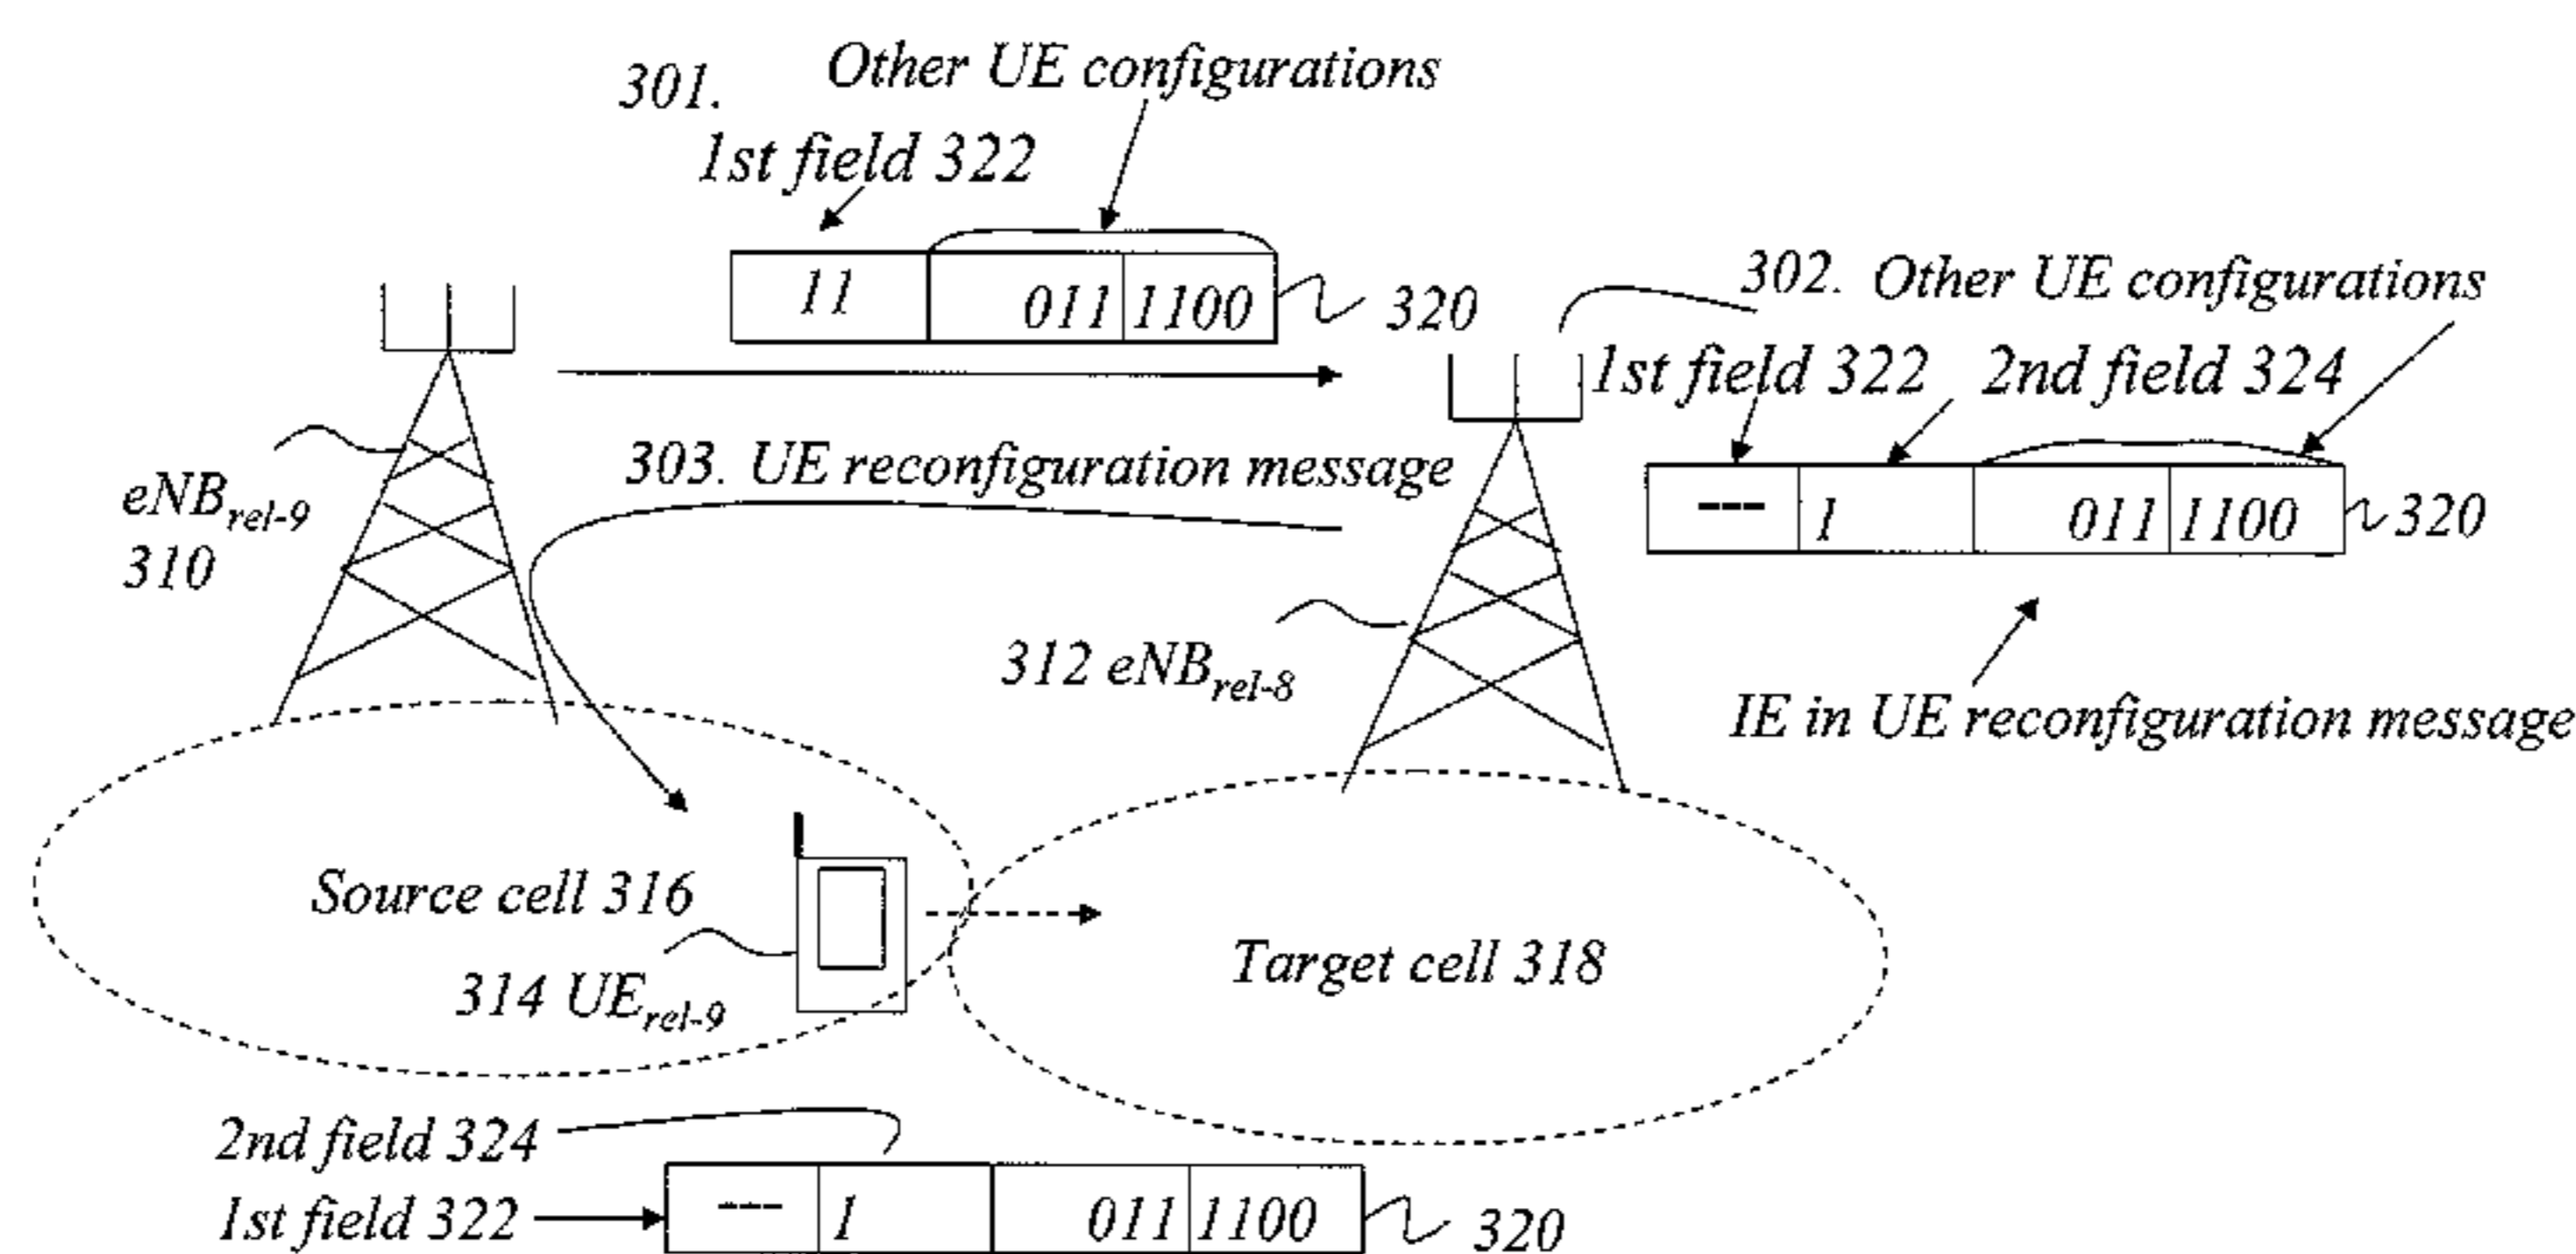 301. Other UE configurations
1st field 322
11 011 1100 320
302. Other UE configurations
1st field 322 2nd field 324
--- 1 011 1100 320
IE in UE reconfiguration message
303. UE reconfiguration message
eNBrel-9
310
312 eNBrel-8
Source cell 316
314 UErel-9
Target cell 318
2nd field 324
1st field 322
--- 1 011 1100 320